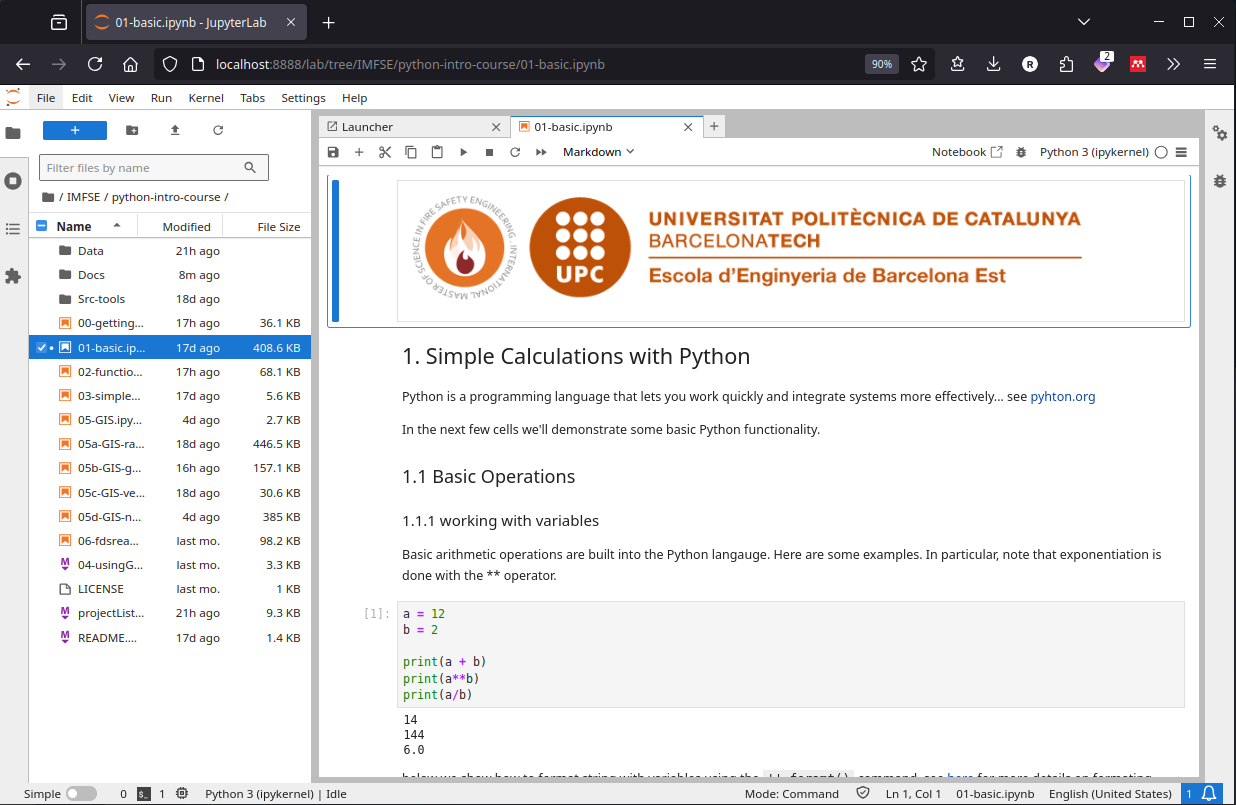 01-basic.ipynb - JupyterLab
localhost:8888/lab/tree/IMFSE/python-intro-course/01-basic.ipynb
90%
R
2
File Edit View Run Kernel Tabs Settings Help
Filter files by name
/ IMFSE / python-intro-course /
Name Modified File Size
Data 21h ago
Docs 8m ago
Src-tools 18d ago
00-getting... 17h ago 36.1 KB
01-basic.ip... 17d ago 408.6 KB
02-functio... 17h ago 68.1 KB
03-simple... 17d ago 5.6 KB
05-GIS.ipy... 4d ago 2.7 KB
05a-GIS-ra... 18d ago 446.5 KB
05b-GIS-g... 16h ago 157.1 KB
05c-GIS-ve... 18d ago 30.6 KB
05d-GIS-n... 4d ago 385 KB
06-fdsrea... last mo. 98.2 KB
04-usingG... last mo. 3.3 KB
LICENSE last mo. 1 KB
projectList... 21h ago 9.3 KB
README.... 17d ago 1.4 KB
Launcher
01-basic.ipynb
Markdown
Notebook
Python 3 (ipykernel)
INTERNATIONAL MASTER OF SCIENCE IN FIRE SAFETY ENGINEERING
UPC
UNIVERSITAT POLITÈCNICA DE CATALUNYA
BARCELONATECH
Escola d'Enginyeria de Barcelona Est
1. Simple Calculations with Python
Python is a programming language that lets you work quickly and integrate systems more effectively... see pyhton.org
In the next few cells we'll demonstrate some basic Python functionality.
1.1 Basic Operations
1.1.1 working with variables
Basic arithmetic operations are built into the Python langauge. Here are some examples. In particular, note that exponentiation is
done with the ** operator.
[1]:
a = 12
b = 2
print(a + b)
print(a**b)
print(a/b)
14
144
6.0
Simple 0 1 Python 3 (ipykernel) | Idle
Mode: Command Ln 1, Col 1 01-basic.ipynb English (United States) 1